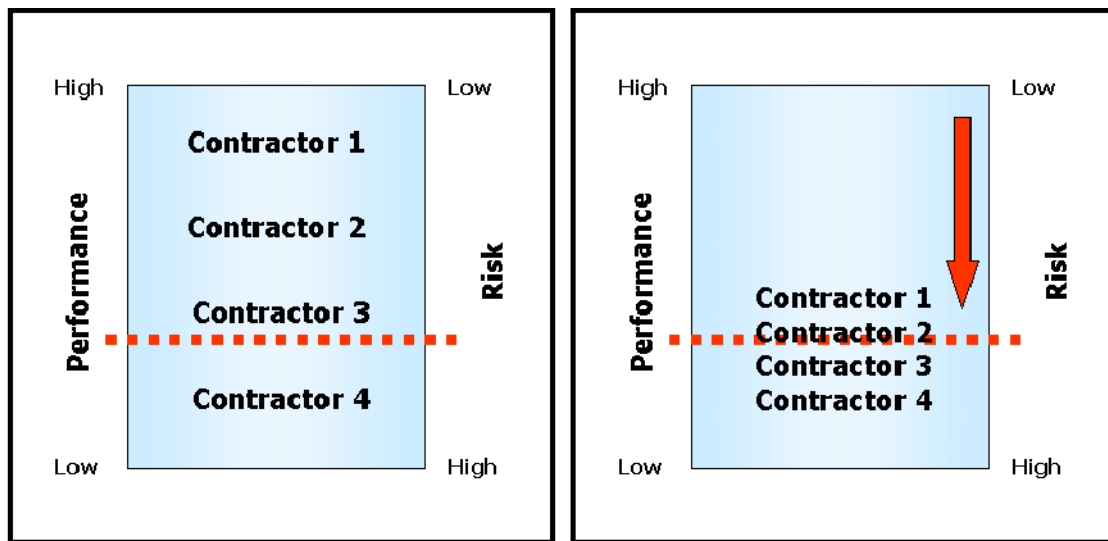 High
Low
Contractor 1
Contractor 2
Contractor 3
Contractor 4
Performance
Risk
Low
High
High
Low
Contractor 1
Contractor 2
Contractor 3
Contractor 4
Performance
Risk
Low
High